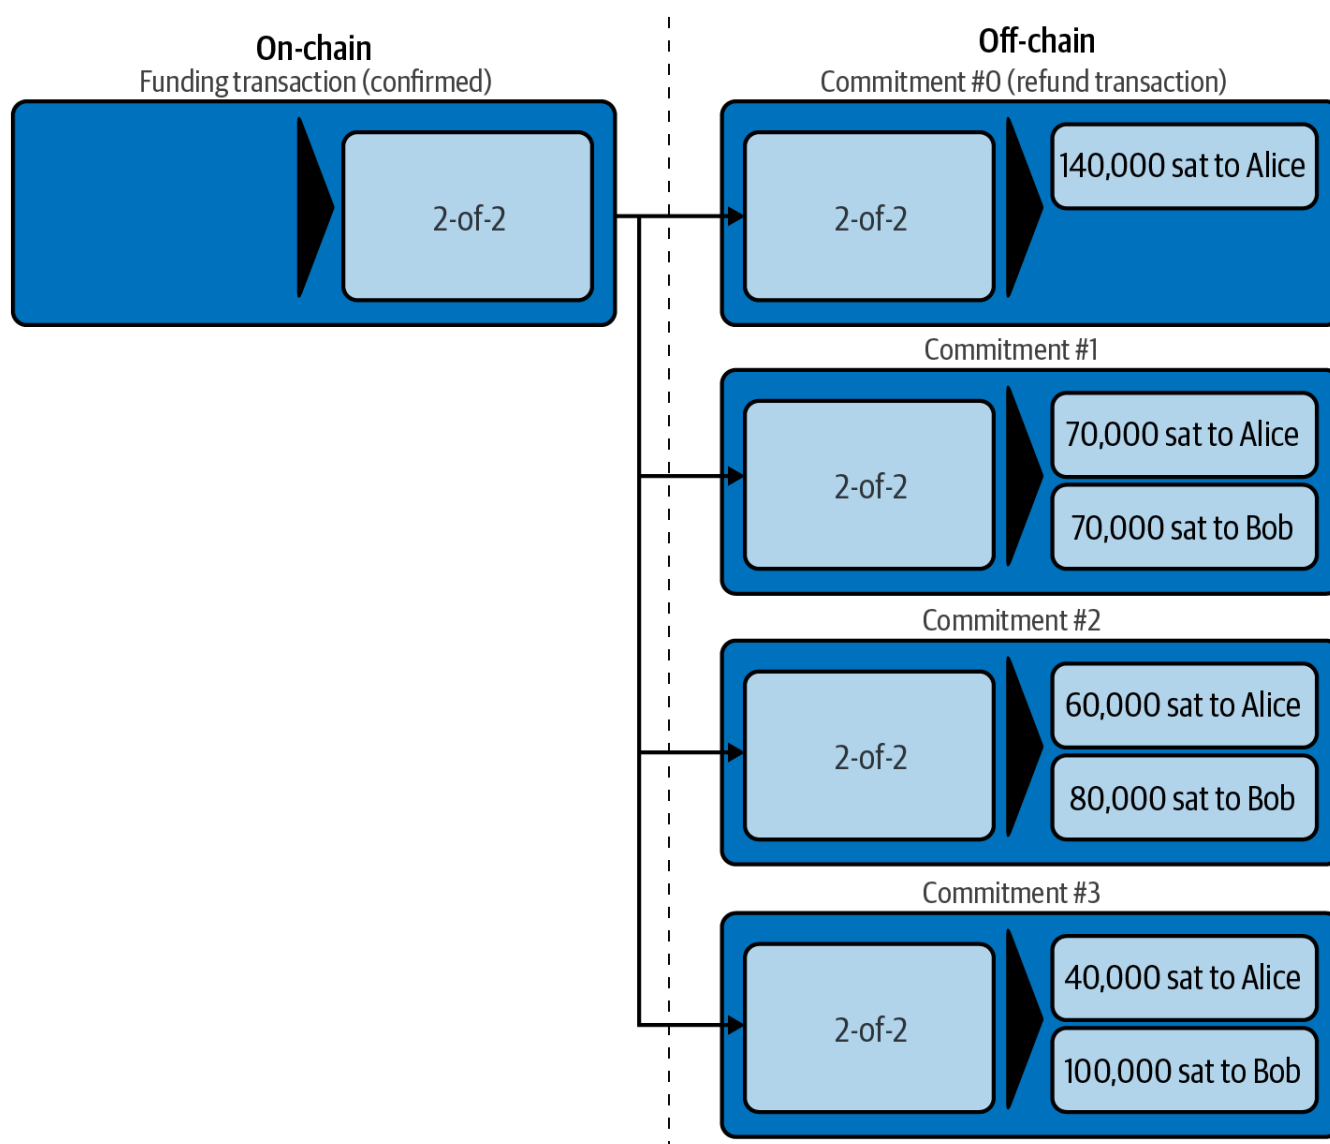 On-chain
Funding transaction (confirmed)
2-of-2
Off-chain
Commitment #0 (refund transaction)
2-of-2
140,000 sat to Alice
Commitment #1
2-of-2
70,000 sat to Alice
70,000 sat to Bob
Commitment #2
2-of-2
60,000 sat to Alice
80,000 sat to Bob
Commitment #3
2-of-2
40,000 sat to Alice
100,000 sat to Bob